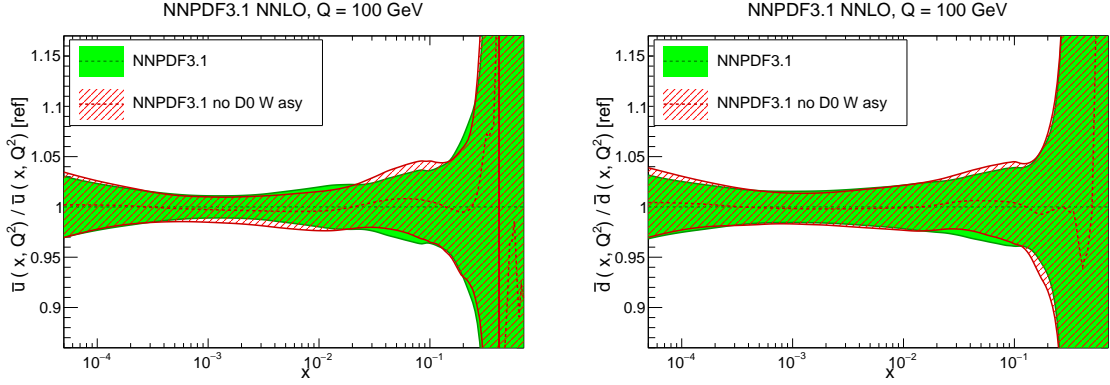 NNPDF3.1 NNLO, Q = 100 GeV
NNPDF3.1
NNPDF3.1 no D0 W asy
u̅ ( x, Q²) / u̅ ( x, Q²) [ref]
1.15
1.1
1.05
1
0.95
0.9
10⁻⁴
10⁻³
10⁻²
10⁻¹
x
NNPDF3.1 NNLO, Q = 100 GeV
NNPDF3.1
NNPDF3.1 no D0 W asy
d̅ ( x, Q²) / d̅ ( x, Q²) [ref]
1.15
1.1
1.05
1
0.95
0.9
10⁻⁴
10⁻³
10⁻²
10⁻¹
x